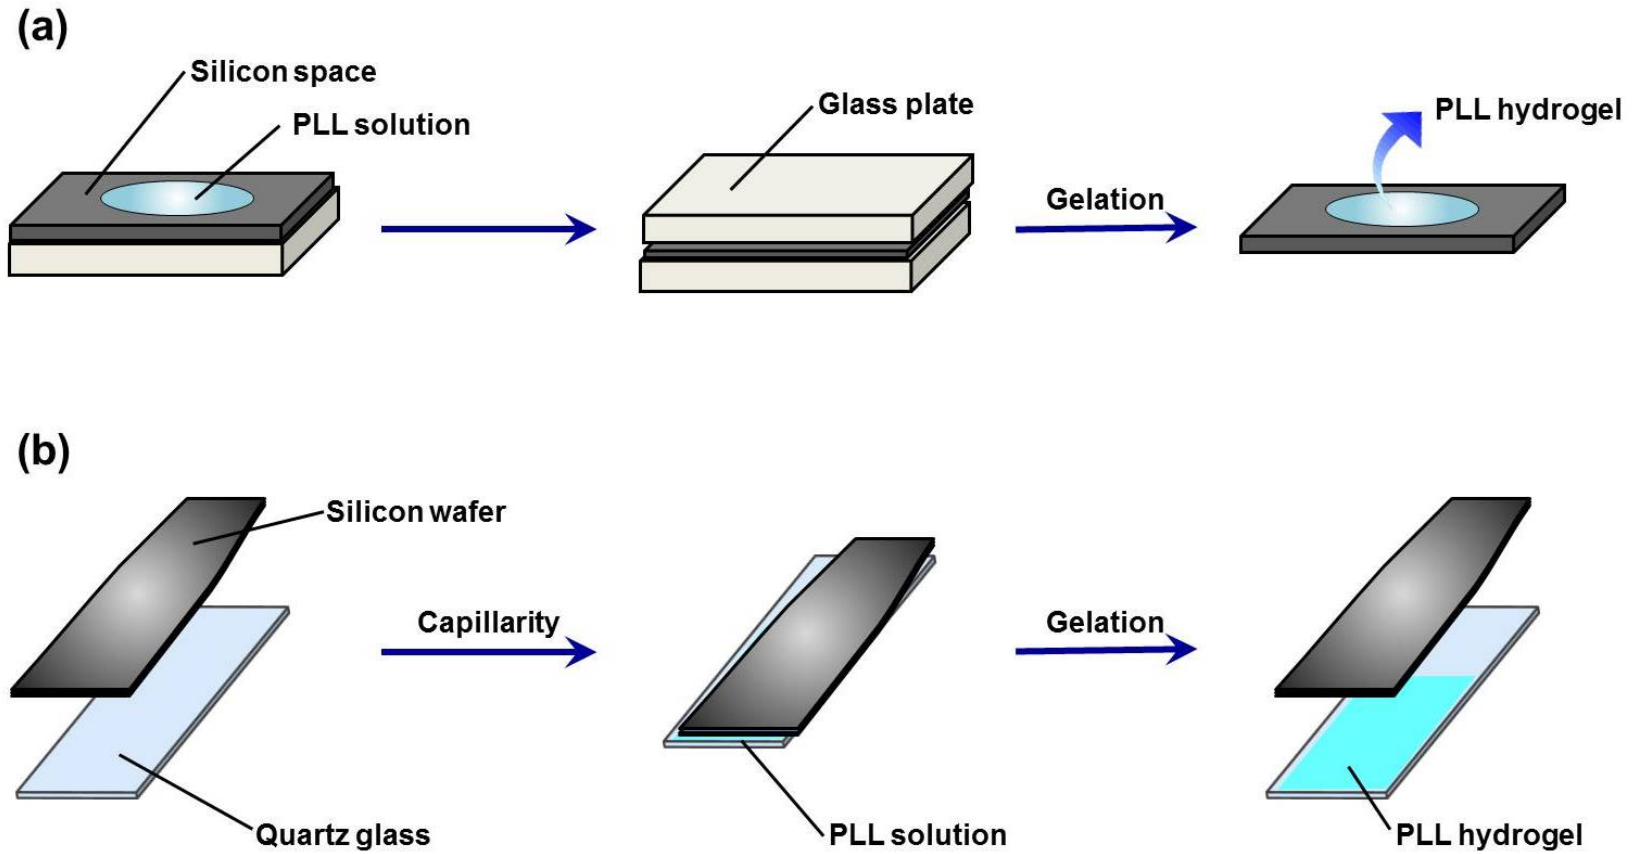 (a)
Silicon space
PLL solution
Glass plate
Gelation
PLL hydrogel
(b)
Silicon wafer
Quartz glass
Capillarity
PLL solution
Gelation
PLL hydrogel